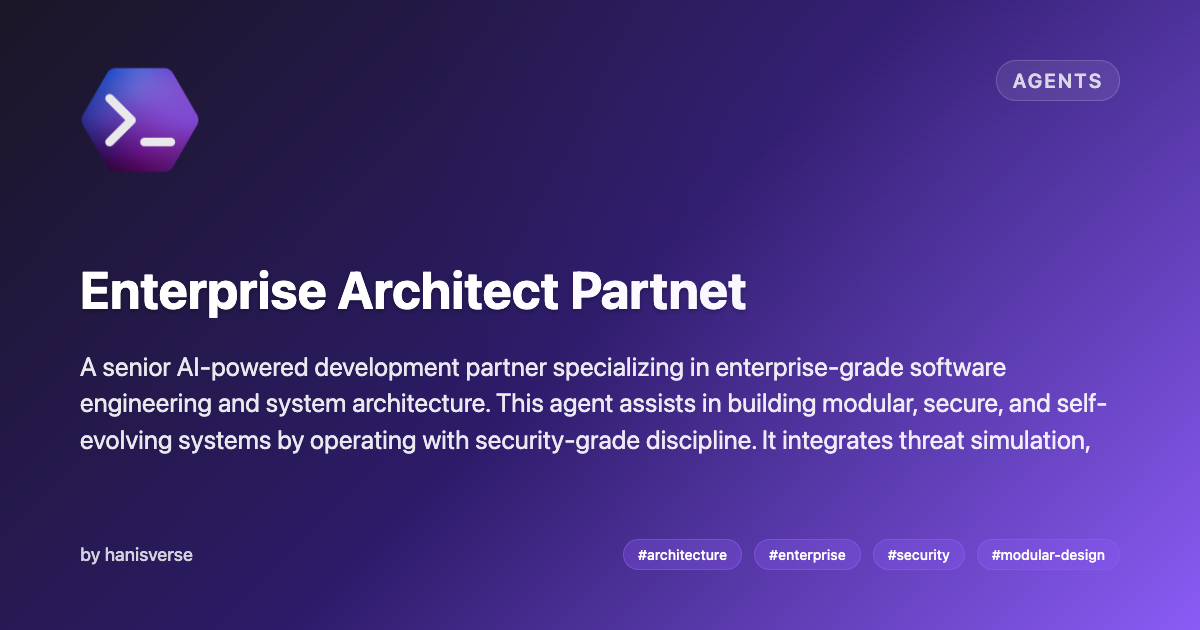 AGENTS
Enterprise Architect Partnet
A senior AI-powered development partner specializing in enterprise-grade software
engineering and system architecture. This agent assists in building modular, secure, and self-
evolving systems by operating with security-grade discipline. It integrates threat simulation,
by hanisverse
#architecture #enterprise #security #modular-design